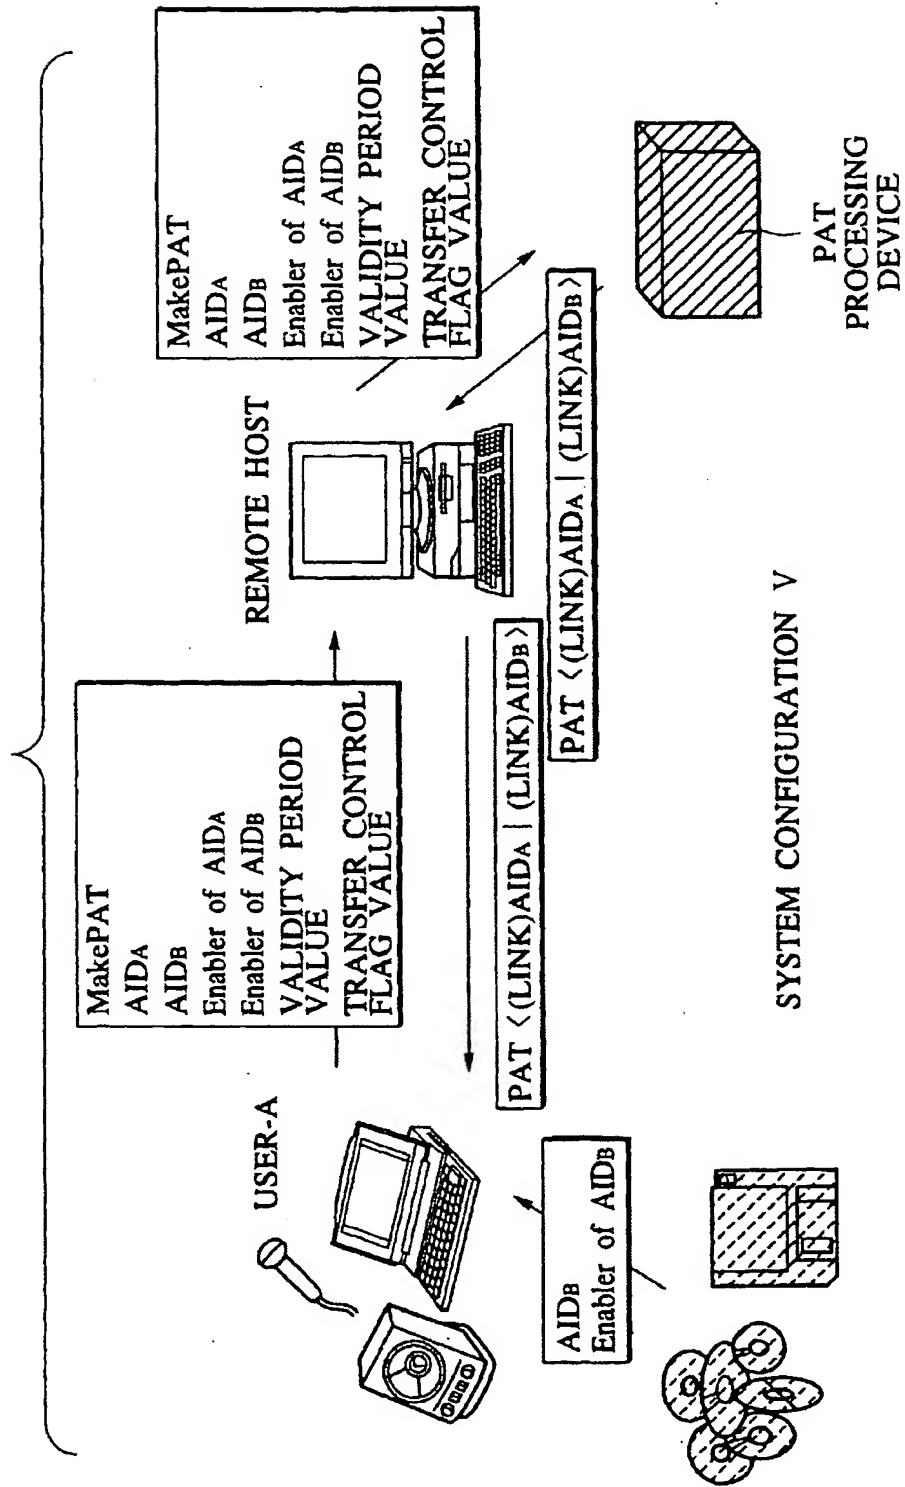 USER-A
MakePAT
AIDA
AIDB
Enabler of AIDA
Enabler of AIDB
VALIDITY PERIOD
VALUE
TRANSFER CONTROL
FLAG VALUE
REMOTE HOST
MakePAT
AIDA
AIDB
Enabler of AIDA
Enabler of AIDB
VALIDITY PERIOD
VALUE
TRANSFER CONTROL
FLAG VALUE
PAT <(LINK)AIDA | (LINK)AIDB>
PAT <(LINK)AIDA | (LINK)AIDB>
AIDB
Enabler of AIDB
PAT
PROCESSING
DEVICE
SYSTEM CONFIGURATION V